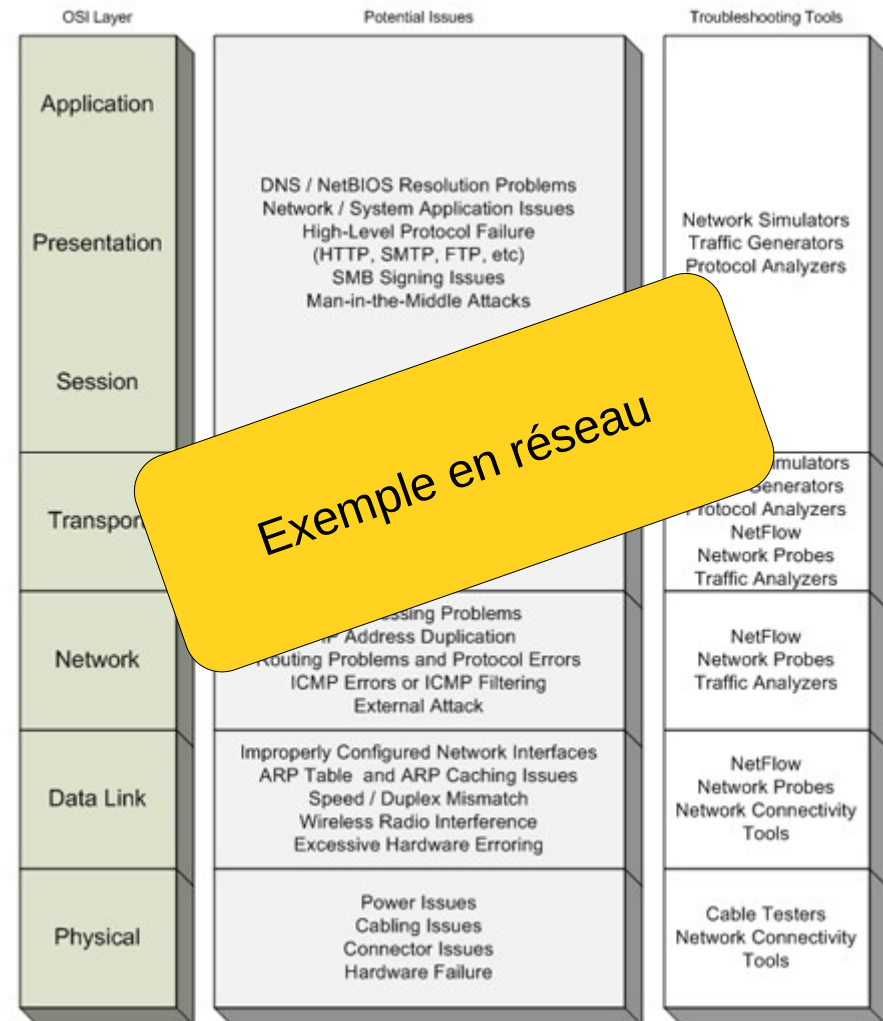 OSI Layer
Potential Issues
Troubleshooting Tools
Application
Presentation
Session
DNS / NetBIOS Resolution Problems
Network / System Application Issues
High-Level Protocol Failure
(HTTP, SMTP, FTP, etc)
SMB Signing Issues
Man-in-the-Middle Attacks
Network Simulators
Traffic Generators
Protocol Analyzers
Exemple en réseau
Transport
Protocol Analyzers
NetFlow
Network Probes
Traffic Analyzers
Network
Problems
Address Duplication
Routing Problems and Protocol Errors
ICMP Errors or ICMP Filtering
External Attack
NetFlow
Network Probes
Traffic Analyzers
Data Link
Improperly Configured Network Interfaces
ARP Table and ARP Caching Issues
Speed / Duplex Mismatch
Wireless Radio Interference
Excessive Hardware Erroring
NetFlow
Network Probes
Network Connectivity
Tools
Physical
Power Issues
Cabling Issues
Connector Issues
Hardware Failure
Cable Testers
Network Connectivity
Tools